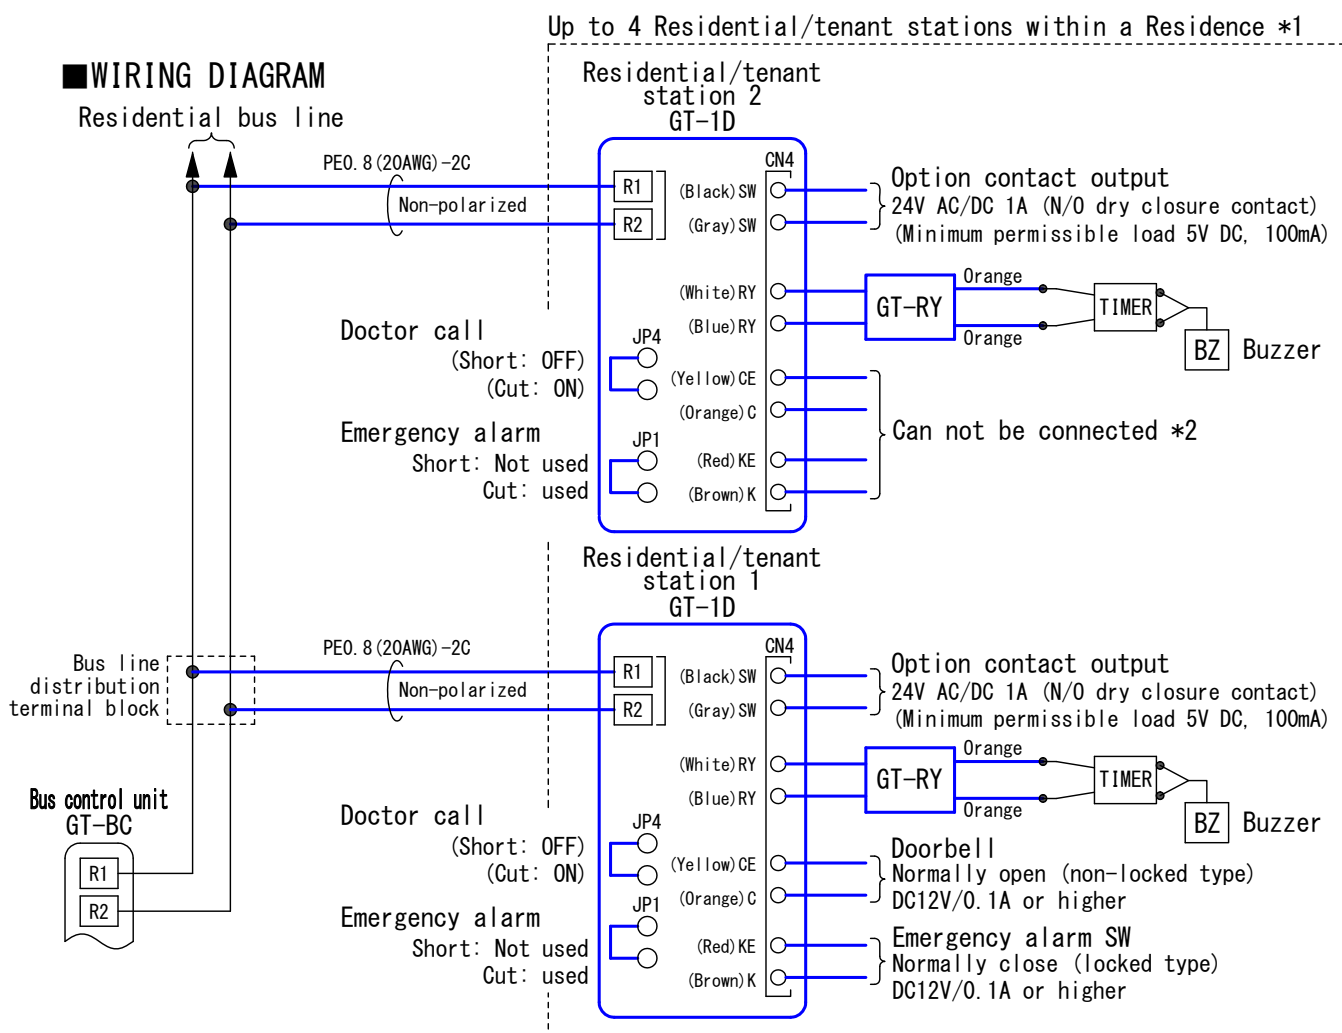 Up to 4 Residential/tenant stations within a Residence *1
■WIRING DIAGRAM
Residential bus line
Residential/tenant
station 2
GT-1D
PE0.8(20AWG)-2C
Non-polarized
R1
R2
CN4
(Black)SW
(Gray)SW
(White)RY
(Blue)RY
(Yellow)CE
(Orange)C
(Red)KE
(Brown)K
Option contact output
24V AC/DC 1A (N/O dry closure contact)
(Minimum permissible load 5V DC, 100mA)
GT-RY
Orange
Orange
TIMER
BZ
Buzzer
Can not be connected *2
Doctor call
(Short: OFF)
(Cut: ON)
JP4
Emergency alarm
Short: Not used
Cut: used
JP1
Residential/tenant
station 1
GT-1D
PE0.8(20AWG)-2C
Non-polarized
R1
R2
CN4
(Black)SW
(Gray)SW
(White)RY
(Blue)RY
(Yellow)CE
(Orange)C
(Red)KE
(Brown)K
Option contact output
24V AC/DC 1A (N/O dry closure contact)
(Minimum permissible load 5V DC, 100mA)
GT-RY
Orange
Orange
TIMER
BZ
Buzzer
Doorbell
Normally open (non-locked type)
DC12V/0.1A or higher
Emergency alarm SW
Normally close (locked type)
DC12V/0.1A or higher
Doctor call
(Short: OFF)
(Cut: ON)
JP4
Emergency alarm
Short: Not used
Cut: used
JP1
Bus line
distribution
terminal block
Bus control unit
GT-BC
R1
R2